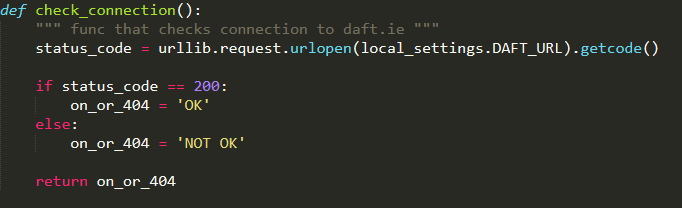 def check_connection():
    """ func that checks connection to daft.ie """
    status_code = urllib.request.urlopen(local_settings.DAFT_URL).getcode()

    if status_code == 200:
        on_or_404 = 'OK'
    else:
        on_or_404 = 'NOT OK'

    return on_or_404